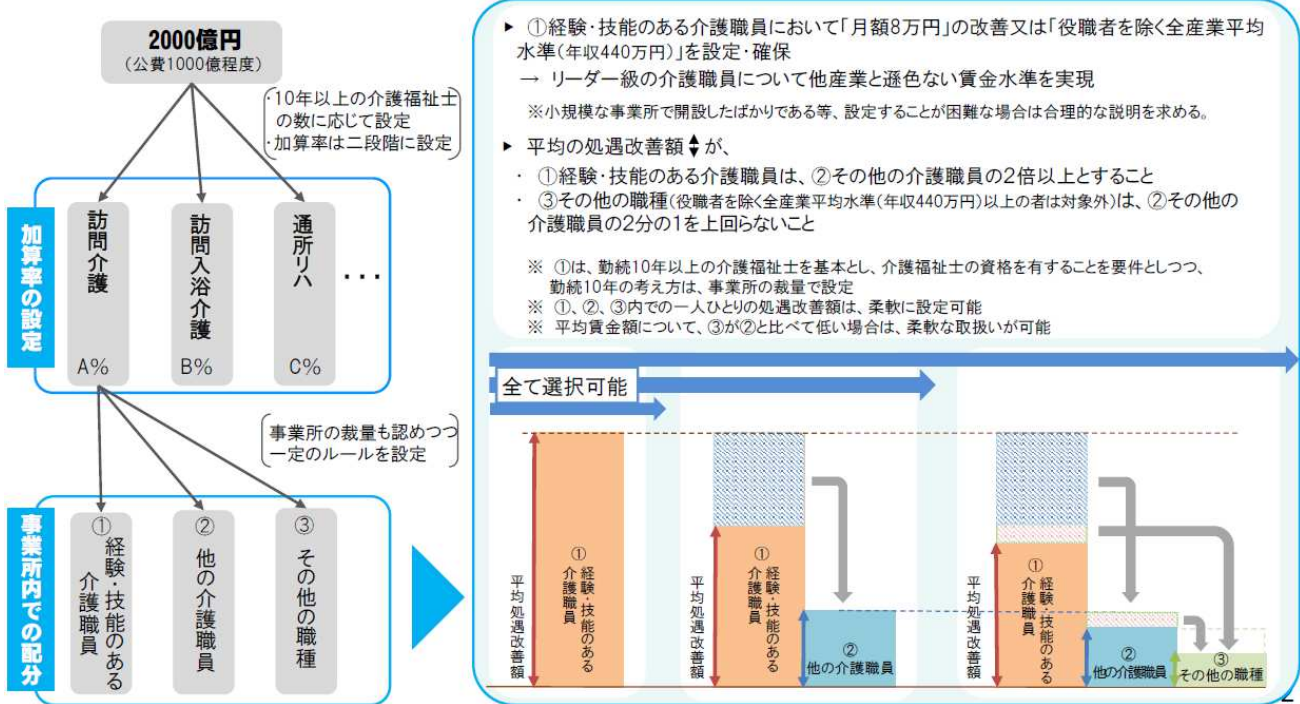 2000億円
(公費1000億程度)
・10年以上の介護福祉士
の数に応じて設定
・加算率は二段階に設定
加算率の設定
訪問介護
A%
訪問入浴介護
B%
通所リハ
C%
・・・
事業所の裁量も認めつつ
一定のルールを設定
事業所内での配分
①
経験・技能のある
介護職員
②
他の介護職員
③
その他の職種
▶ ①経験・技能のある介護職員において「月額8万円」の改善又は「役職者を除く全産業平均
水準(年収440万円)」を設定・確保
→ リーダー級の介護職員について他産業と遜色ない賃金水準を実現
※小規模な事業所で開設したばかりである等、設定することが困難な場合は合理的な説明を求める。
▶ 平均の処遇改善額 が、
・ ①経験・技能のある介護職員は、②その他の介護職員の2倍以上とすること
・ ③その他の職種(役職者を除く全産業平均水準(年収440万円)以上の者は対象外)は、②その他の
介護職員の2分の1を上回らないこと
※ ①は、勤続10年以上の介護福祉士を基本とし、介護福祉士の資格を有することを要件としつつ、
勤続10年の考え方は、事業所の裁量で設定
※ ①、②、③内での一人ひとりの処遇改善額は、柔軟に設定可能
※ 平均賃金額について、③が②と比べて低い場合は、柔軟な取扱いが可能
全て選択可能
平均処遇改善額
①
経験・技能のある
介護職員
平均処遇改善額
①
経験・技能のある
介護職員
②
他の介護職員
平均処遇改善額
①
経験・技能のある
介護職員
②
他の介護職員
③
その他の職種
2